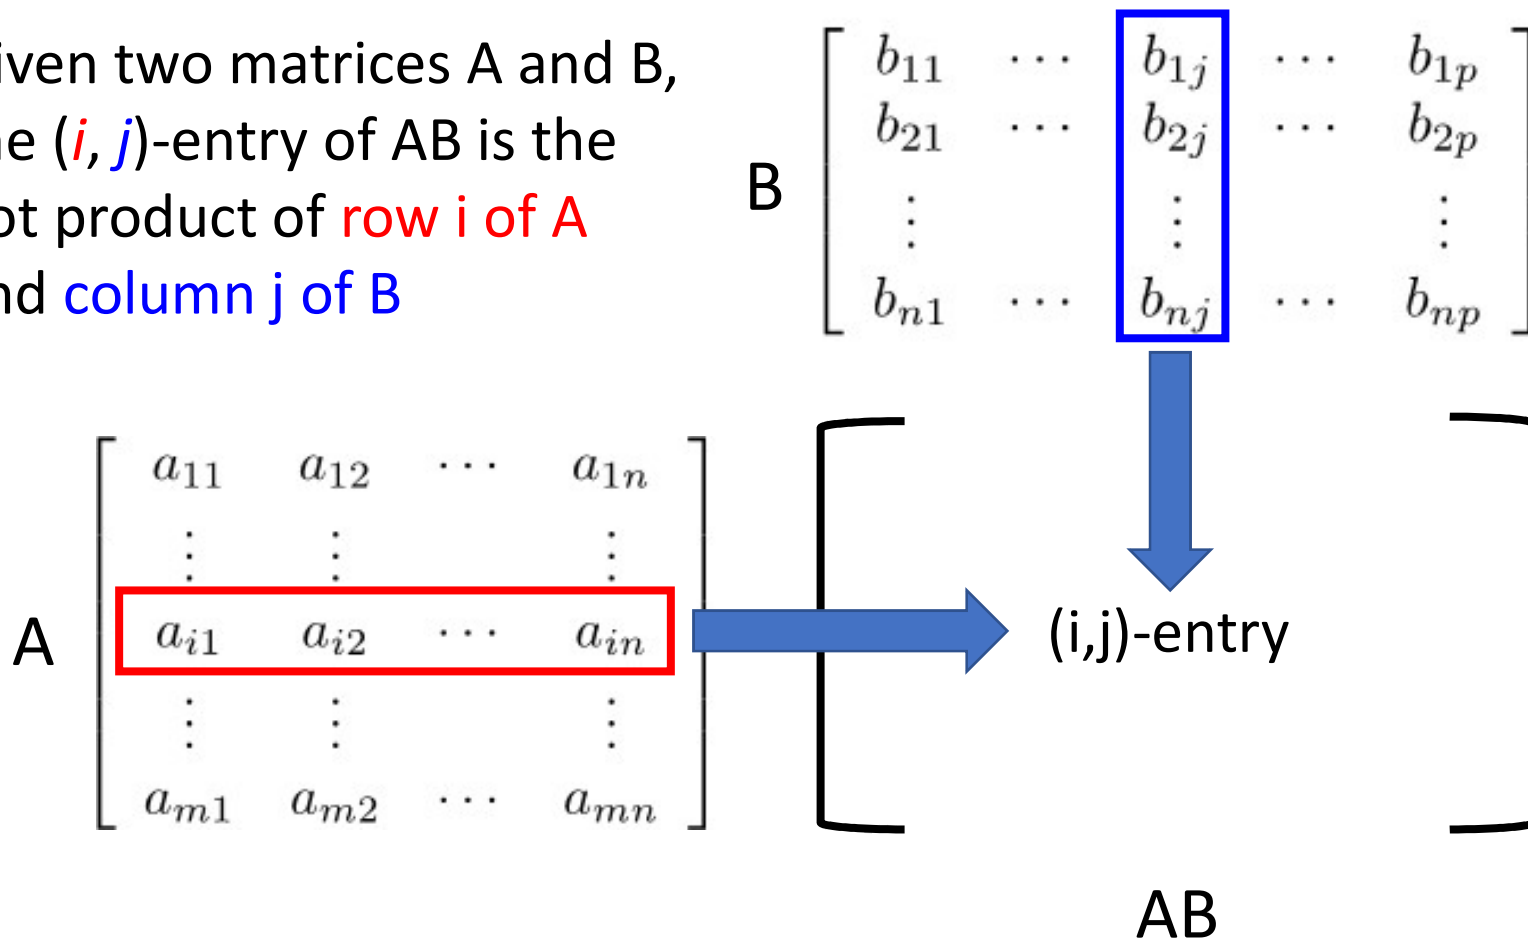 iven two matrices A and B,
e (i, j)-entry of AB is the
ot product of row i of A
nd column j of B
B
b₁₁ ⋯ b₁ⱼ ⋯ b₁ₚ
b₂₁ ⋯ b₂ⱼ ⋯ b₂ₚ
⋮ ⋮ ⋮
bₙ₁ ⋯ bₙⱼ ⋯ bₙₚ
A
a₁₁ a₁₂ ⋯ a₁ₙ
⋮ ⋮ ⋮
aᵢ₁ aᵢ₂ ⋯ aᵢₙ
⋮ ⋮ ⋮
aₘ₁ aₘ₂ ⋯ aₘₙ
(i,j)-entry
AB